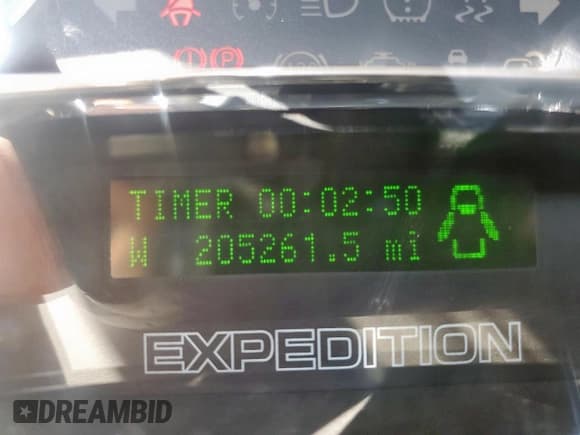 TIMER 00:02:50
W 205261.5 mi
EXPEDITION
DREAMBID